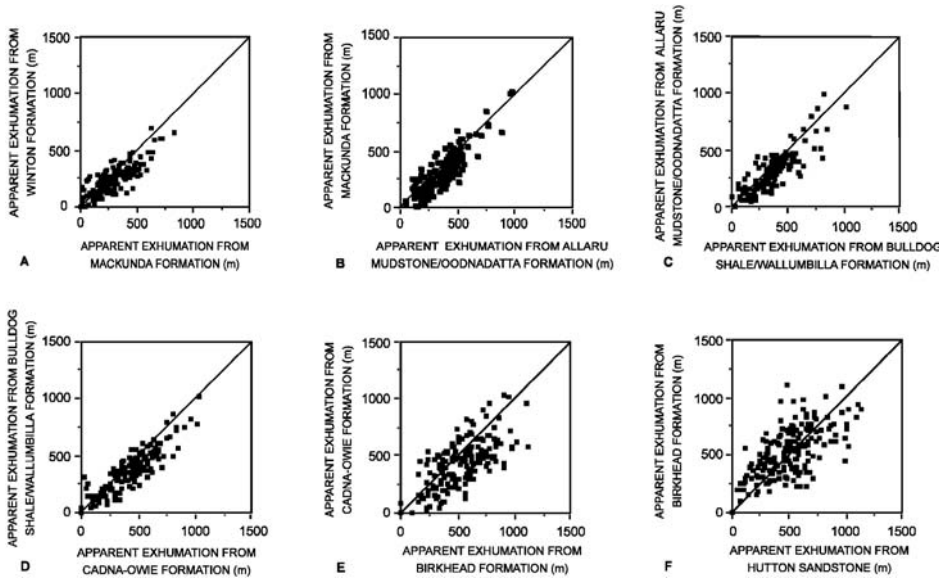 APPARENT EXHUMATION FROM
WINTON FORMATION (m)
1500
1000
500
0
0 500 1000 1500
APPARENT EXHUMATION FROM
A MACKUNDA FORMATION (m)
APPARENT EXHUMATION FROM
MACKUNDA FORMATION (m)
1500
1000
500
0
0 500 1000 1500
APPARENT EXHUMATION FROM ALLARU
B MUDSTONE/OODNADATTA FORMATION (m)
APPARENT EXHUMATION FROM ALLARU
MUDSTONE/OODNADATTA FORMATION (m)
1500
1000
500
0
0 500 1000 1500
APPARENT EXHUMATION FROM BULLDOG
C SHALE/WALLUMBILLA FORMATION (m)
APPARENT EXHUMATION FROM BULLDOG
SHALE/WALLUMBILLA FORMATION (m)
1500
1000
500
0
0 500 1000 1500
APPARENT EXHUMATION FROM
D CADNA-OWIE FORMATION (m)
APPARENT EXHUMATION FROM
CADNA-OWIE FORMATION (m)
1500
1000
500
0
0 500 1000 1500
APPARENT EXHUMATION FROM
E BIRKHEAD FORMATION (m)
APPARENT EXHUMATION FROM
BIRKHEAD FORMATION (m)
1500
1000
500
0
0 500 1000 1500
APPARENT EXHUMATION FROM
F HUTTON SANDSTONE (m)